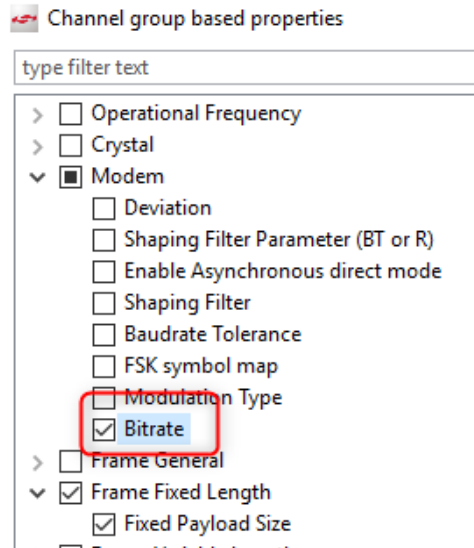 Channel group based properties
type filter text
Operational Frequency
Crystal
Modem
Deviation
Shaping Filter Parameter (BT or R)
Enable Asynchronous direct mode
Shaping Filter
Baudrate Tolerance
FSK symbol map
Modulation Type
Bitrate
Frame General
Frame Fixed Length
Fixed Payload Size